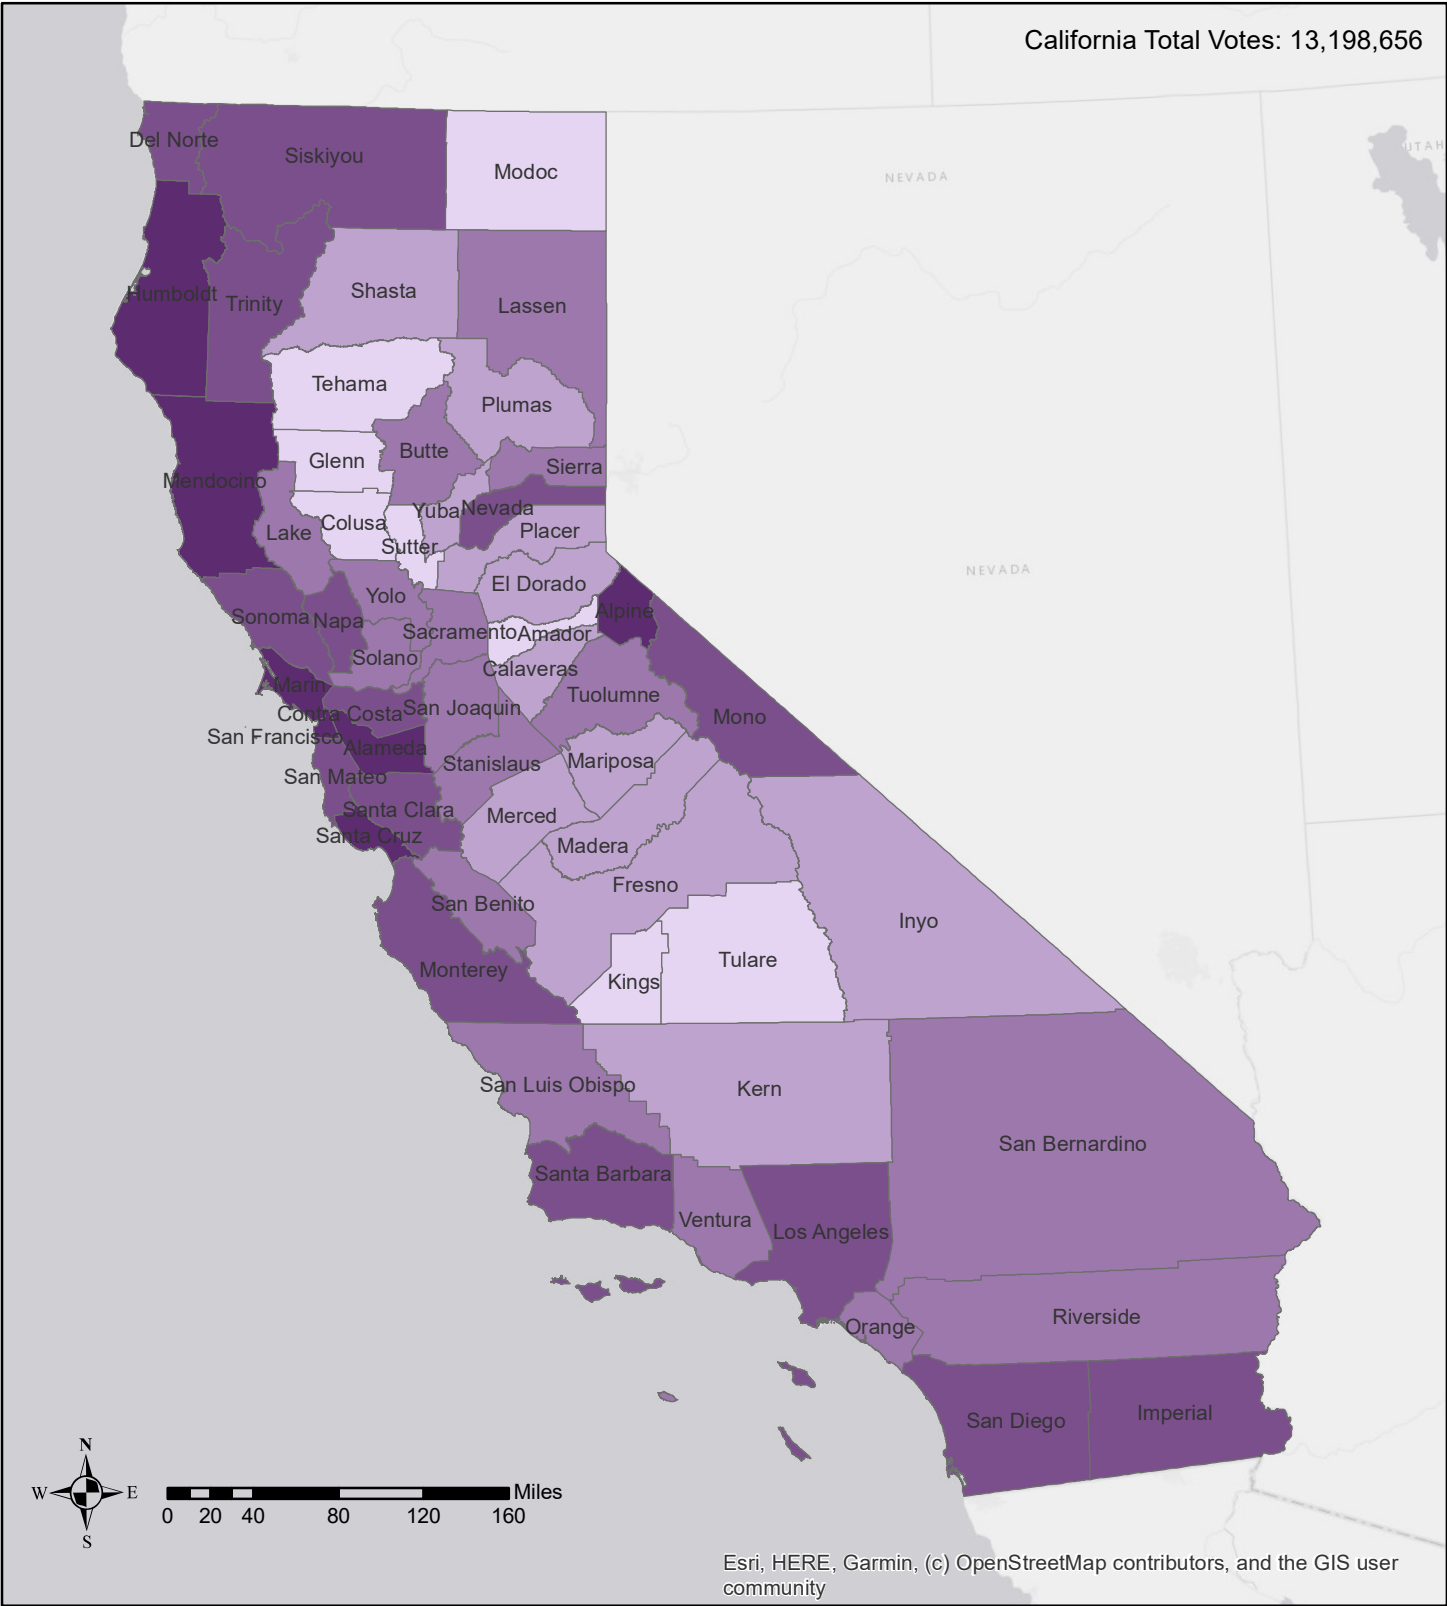 California Total Votes: 13,198,656
Del Norte
Siskiyou
Modoc
NEVADA
UTAH
Humboldt
Trinity
Shasta
Lassen
Tehama
Plumas
Butte
Glenn
Sierra
Mendocino
Yuba
Nevada
Colusa
Placer
Lake
Sutter
NEVADA
El Dorado
Yolo
Alpine
Sonoma
Napa
Sacramento
Amador
Solano
Calaveras
Marin
Tuolumne
Contra Costa
San Joaquin
Mono
San Francisco
Alameda
Stanislaus
Mariposa
San Mateo
Santa Clara
Merced
Santa Cruz
Madera
Fresno
San Benito
Inyo
Monterey
Kings
Tulare
San Luis Obispo
Kern
San Bernardino
Santa Barbara
Ventura
Los Angeles
Orange
Riverside
San Diego
Imperial
N
W E
S
Miles
0 20 40 80 120 160
Esri, HERE, Garmin, (c) OpenStreetMap contributors, and the GIS user
community